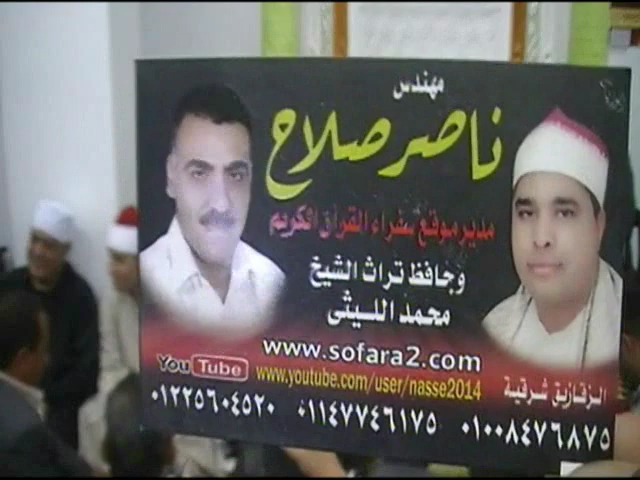 مهندس
ناصر صلاح
مدير موقع سفراء القرآن الكريم
وحافظ تراث الشيخ
محمد الليثى
www.sofara2.com
YouTube www.youtube.com/user/nasse2014
الزقازيق شرقية
٠١٢٢٥٦٠٤٥٢٠ ٠١١٤٧٧٤٦١٧٥ ٠١٠٠٨٤٧٦٨٧٥